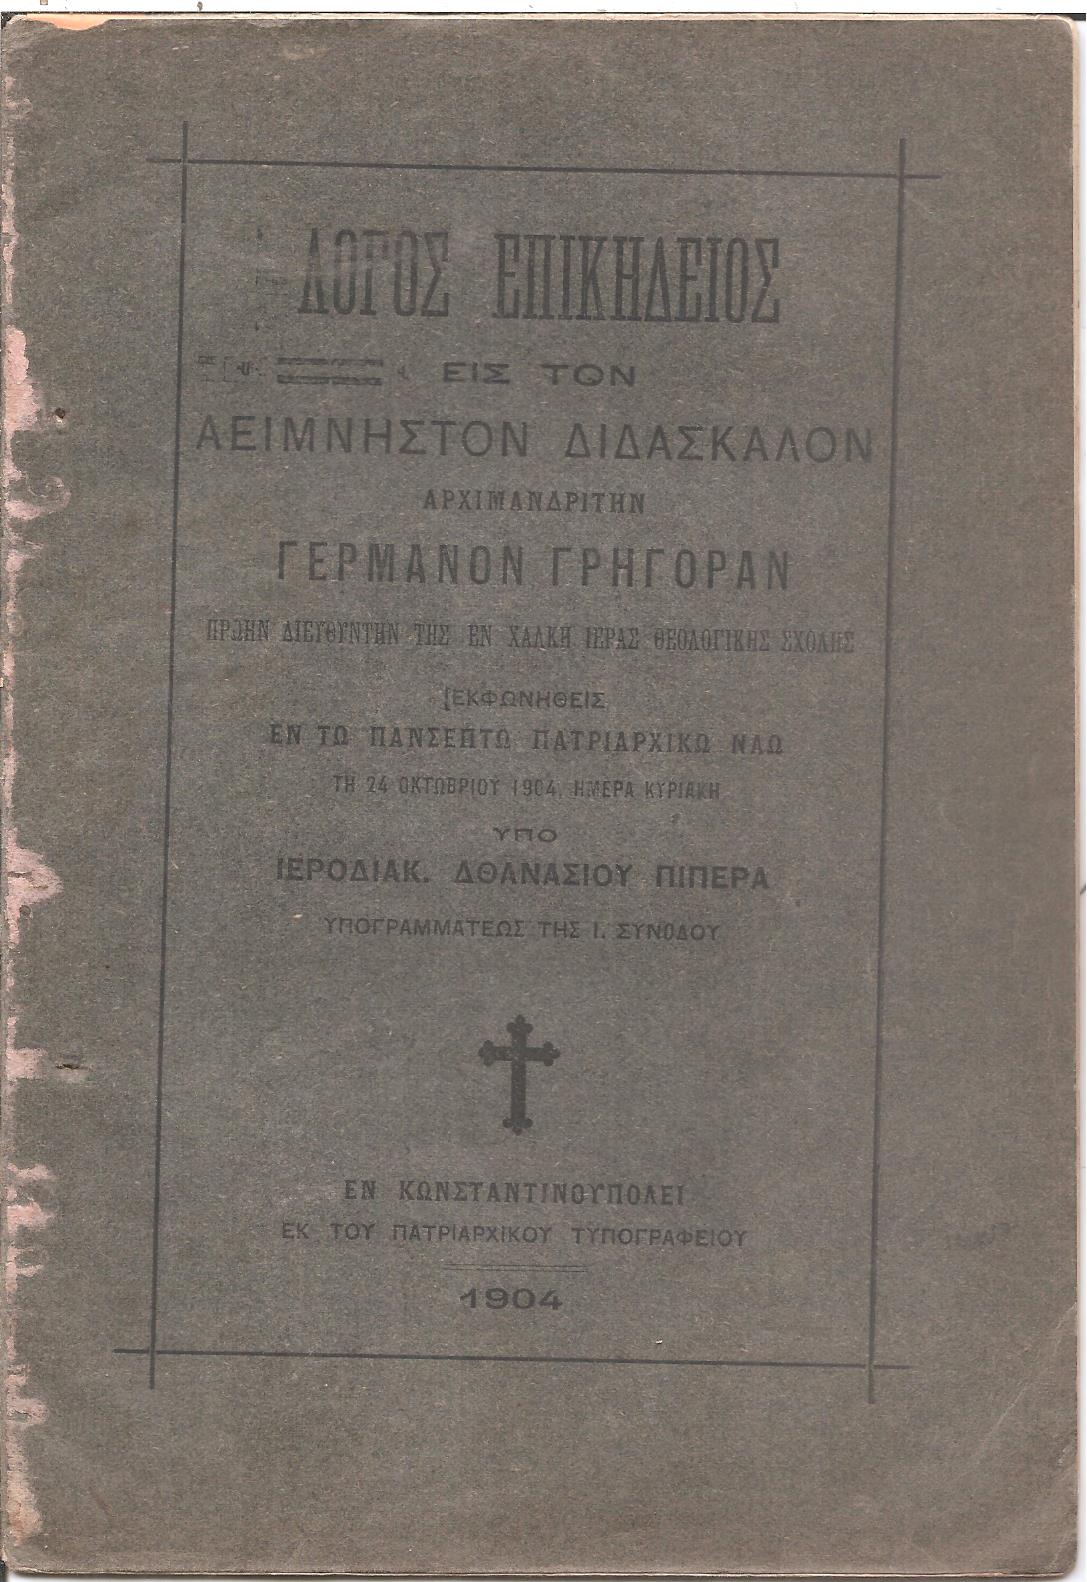 ΛΟΓΟΣ ΕΠΙΚΗΔΕΙΟΣ
ΕΙΣ ΤΟΝ
ΑΕΙΜΝΗΣΤΟΝ ΔΙΔΑΣΚΑΛΟΝ
ΑΡΧΙΜΑΝΔΡΙΤΗΝ
ΓΕΡΜΑΝΟΝ ΓΡΗΓΟΡΑΝ
ΠΡΩΗΝ ΔΙΕΥΘΥΝΤΗΝ ΤΗΣ ΕΝ ΧΑΛΚΗ ΙΕΡΑΣ ΘΕΟΛΟΓΙΚΗΣ ΣΧΟΛΗΣ
ΕΚΦΩΝΗΘΕΙΣ
ΕΝ ΤΩ ΠΑΝΣΕΠΤΩ ΠΑΤΡΙΑΡΧΙΚΩ ΝΑΩ
ΤΗ 24 ΟΚΤΩΒΡΙΟΥ 1904, ΗΜΕΡΑ ΚΥΡΙΑΚΗ
ΥΠΟ
ΙΕΡΟΔΙΑΚ. ΑΘΑΝΑΣΙΟΥ ΠΙΠΕΡΑ
ΥΠΟΓΡΑΜΜΑΤΕΩΣ ΤΗΣ Ι. ΣΥΝΟΔΟΥ
ΕΝ ΚΩΝΣΤΑΝΤΙΝΟΥΠΟΛΕΙ
ΕΚ ΤΟΥ ΠΑΤΡΙΑΡΧΙΚΟΥ ΤΥΠΟΓΡΑΦΕΙΟΥ
1904